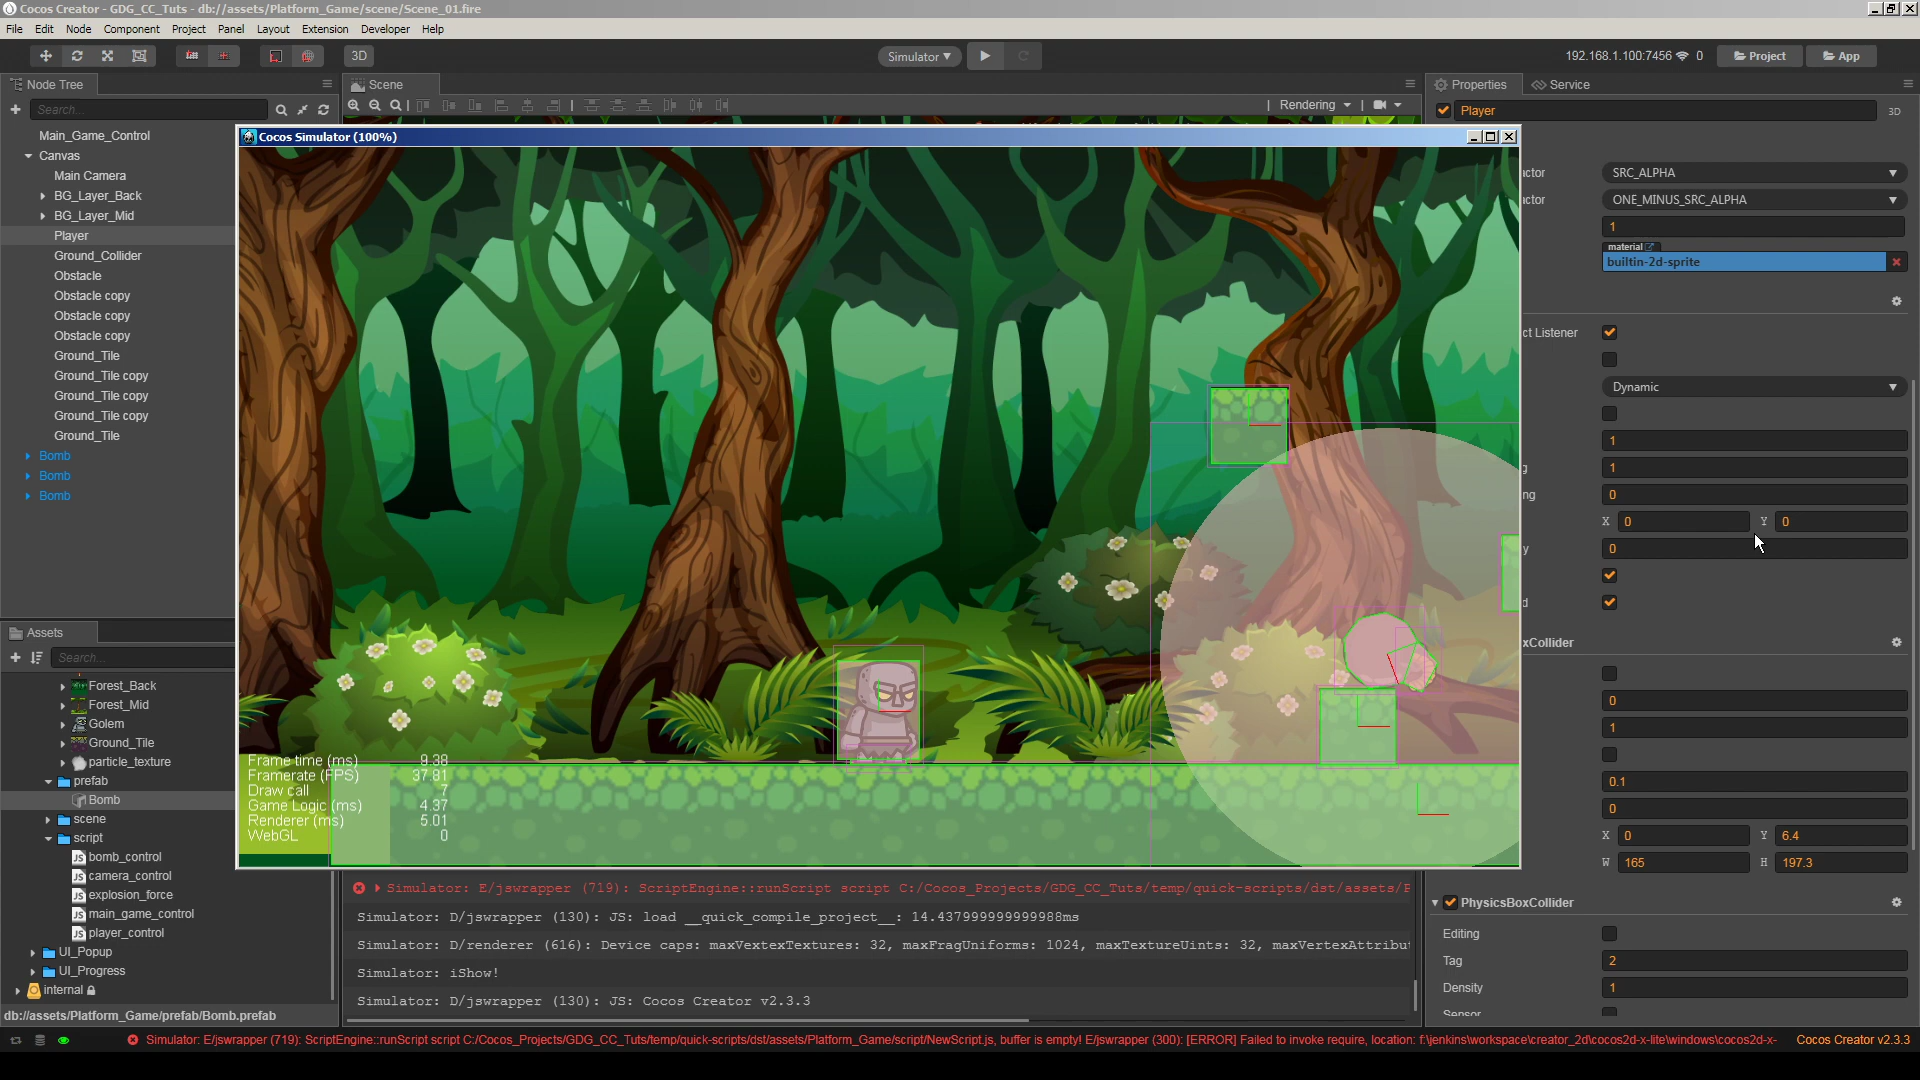 Cocos Creator - GDG_CC_Tuts - db://assets/Platform_Game/scene/Scene_01.fire
File Edit Node Component Project Panel Layout Extension Developer Help
3D
Simulator
192.168.1.100:7456 0 Project App
Node Tree
Scene
Properties Service
Search...
Rendering
Player 3D
Main_Game_Control
Canvas
Main Camera
BG_Layer_Back
BG_Layer_Mid
Player
Ground_Collider
Obstacle
Obstacle copy
Obstacle copy
Obstacle copy
Ground_Tile
Ground_Tile copy
Ground_Tile copy
Ground_Tile copy
Ground_Tile
Bomb
Bomb
Bomb
Cocos Simulator (100%)
Frame time (ms) 9.38
Framerate (FPS) 37.81
Draw call 7
Game Logic (ms) 4.37
Renderer (ms) 5.01
WebGL 0
ctor SRC_ALPHA
ctor ONE_MINUS_SRC_ALPHA
1
material
builtin-2d-sprite
ct Listener
Dynamic
1
g 1
ng 0
X 0 Y 0
y 0
d
xCollider
0
1
0.1
0
X 0 Y 6.4
W 165 H 197.3
PhysicsBoxCollider
Editing
Tag 2
Density 1
Sensor
Assets
Search...
Forest_Back
Forest_Mid
Golem
Ground_Tile
particle_texture
prefab
Bomb
scene
script
JS bomb_control
JS camera_control
JS explosion_force
JS main_game_control
JS player_control
UI_Popup
UI_Progress
internal
db://assets/Platform_Game/prefab/Bomb.prefab
Simulator: E/jswrapper (719): ScriptEngine::runScript script C:/Cocos_Projects/GDG_CC_Tuts/temp/quick-scripts/dst/assets/P
Simulator: D/jswrapper (130): JS: load __quick_compile_project__: 14.437999999999988ms
Simulator: D/renderer (616): Device caps: maxVextexTextures: 32, maxFragUniforms: 1024, maxTextureUints: 32, maxVertexAttribut
Simulator: iShow!
Simulator: D/jswrapper (130): JS: Cocos Creator v2.3.3
Simulator: E/jswrapper (719): ScriptEngine::runScript script C:/Cocos_Projects/GDG_CC_Tuts/temp/quick-scripts/dst/assets/Platform_Game/script/NewScript.js, buffer is empty! E/jswrapper (300): [ERROR] Failed to invoke require, location: f:\jenkins\workspace\creator_2d\cocos2d-x-lite\windows\cocos2d-x-
Cocos Creator v2.3.3